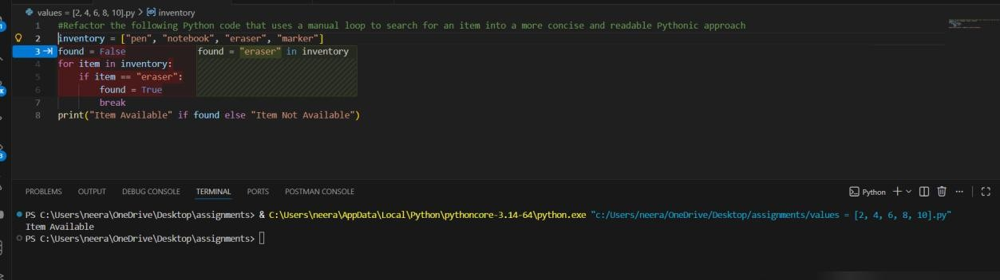 values = [2, 4, 6, 8, 10].py > inventory
1 #Refactor the following Python code that uses a manual loop to search for an item into a more concise and readable Pythonic approach
2 inventory = ["pen", "notebook", "eraser", "marker"]
3 found = False found = "eraser" in inventory
4 for item in inventory:
5 if item == "eraser":
6 found = True
7 break
8 print("Item Available" if found else "Item Not Available")
PROBLEMS OUTPUT DEBUG CONSOLE TERMINAL PORTS POSTMAN CONSOLE Python
PS C:\Users\neera\OneDrive\Desktop\assignments> & C:\Users\neera\AppData\Local\Python\pythoncore-3.14-64\python.exe "c:/Users/neera/OneDrive/Desktop/assignments/values = [2, 4, 6, 8, 10].py"
Item Available
PS C:\Users\neera\OneDrive\Desktop\assignments>